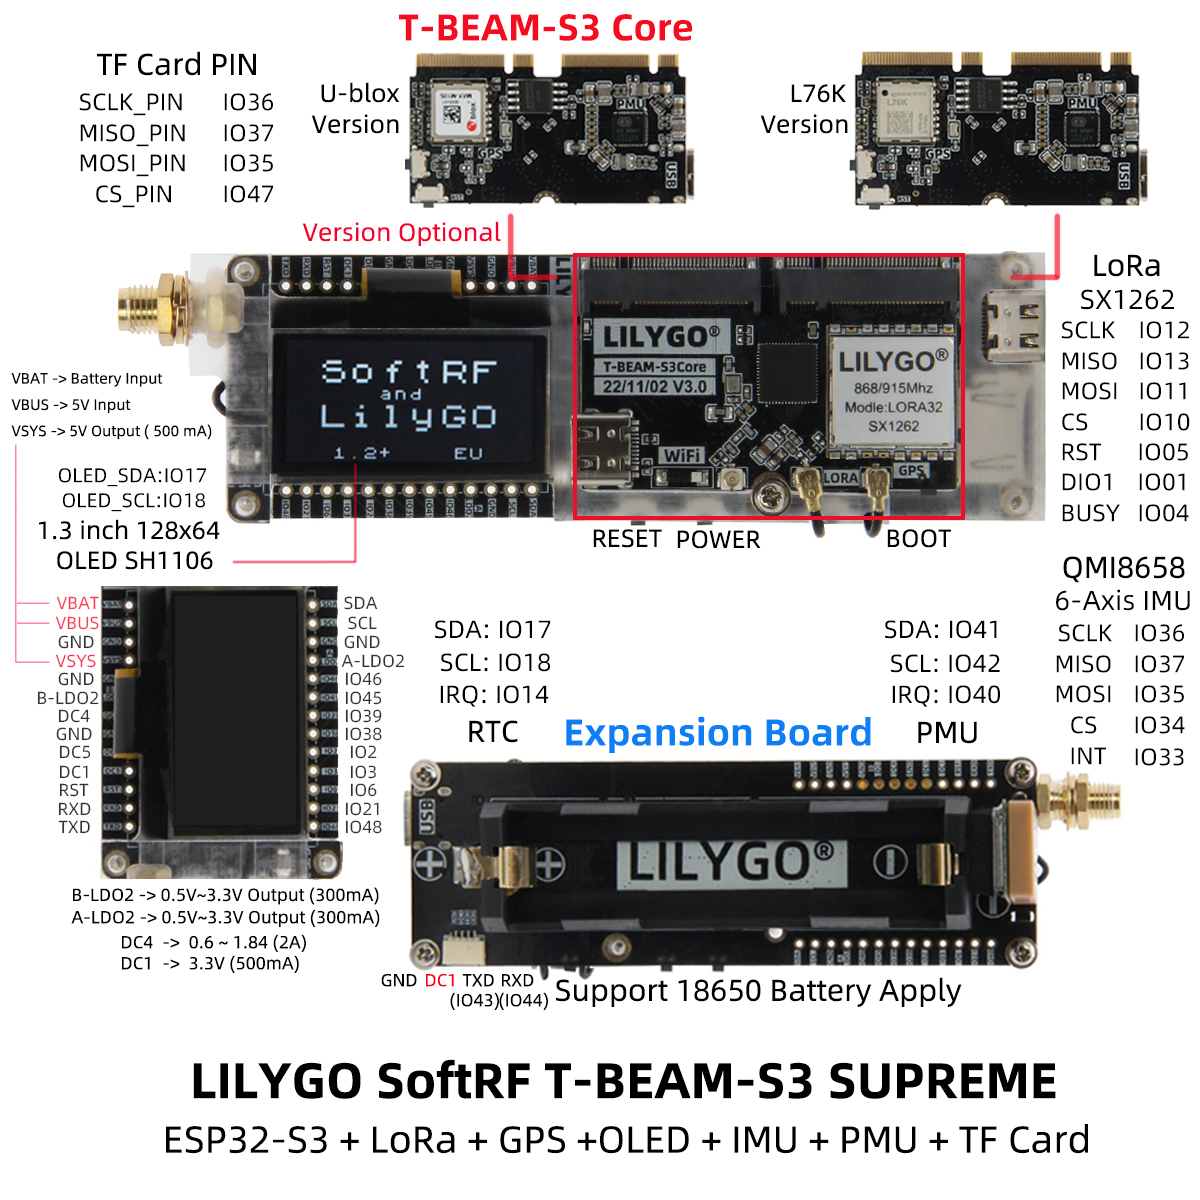 T-BEAM-S3 Core
TF Card PIN
SCLK_PIN IO36
MISO_PIN IO37
MOSI_PIN IO35
CS_PIN IO47
U-blox
Version
PMU
GPS
USB
RST
L76K
Version
L76K
PMU
GPS
USB
RST
Version Optional
LILYGO®
T-BEAM-S3Core
22/11/02 V3.0
WiFi
LILYGO®
868/915Mhz
Modle:LORA32
SX1262
LORA
GPS
SoftRF
and
LilyGO
1.2+ EU
VBAT -> Battery Input
VBUS -> 5V Input
VSYS -> 5V Output ( 500 mA)
OLED_SDA:IO17
OLED_SCL:IO18
1.3 inch 128x64
OLED SH1106
RESET POWER BOOT
LoRa
SX1262
SCLK IO12
MISO IO13
MOSI IO11
CS IO10
RST IO05
DIO1 IO01
BUSY IO04
QMI8658
6-Axis IMU
SCLK IO36
MISO IO37
MOSI IO35
CS IO34
INT IO33
VBAT SDA
VBUS SCL
GND GND
VSYS A-LDO2
GND IO46
B-LDO2 IO45
DC4 IO39
GND IO38
DC5 IO2
DC1 IO3
RST IO6
RXD IO21
TXD IO48
B-LDO2 -> 0.5V~3.3V Output (300mA)
A-LDO2 -> 0.5V~3.3V Output (300mA)
DC4 -> 0.6 ~ 1.84 (2A)
DC1 -> 3.3V (500mA)
SDA: IO17
SCL: IO18
IRQ: IO14
RTC
Expansion Board
SDA: IO41
SCL: IO42
IRQ: IO40
PMU
USB
LILYGO®
GND DC1 TXD RXD
(IO43)(IO44)
Support 18650 Battery Apply
LILYGO SoftRF T-BEAM-S3 SUPREME
ESP32-S3 + LoRa + GPS +OLED + IMU + PMU + TF Card